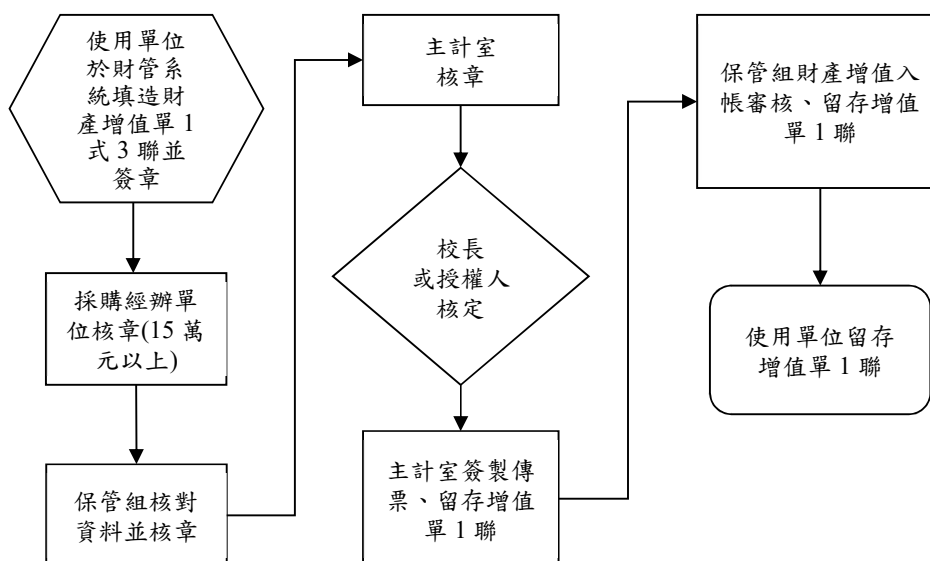 使用單位
於財管系
統填造財
產增值單 1
式 3 聯並
簽章
採購經辦單
位核章(15 萬
元以上)
保管組核對
資料並核章
主計室
核章
校長
或授權人
核定
主計室簽製傳
票、留存增值
單 1 聯
保管組財產增值入
帳審核、留存增值
單 1 聯
使用單位留存
增值單 1 聯